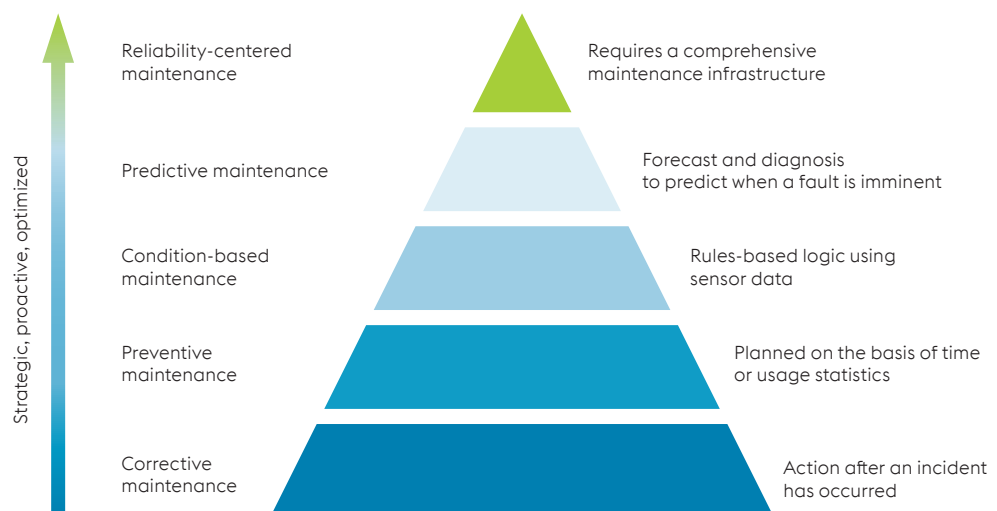 Strategic, proactive, optimized
Reliability-centered
maintenance
Requires a comprehensive
maintenance infrastructure
Predictive maintenance
Forecast and diagnosis
to predict when a fault is imminent
Condition-based
maintenance
Rules-based logic using
sensor data
Preventive
maintenance
Planned on the basis of time
or usage statistics
Corrective
maintenance
Action after an incident
has occurred